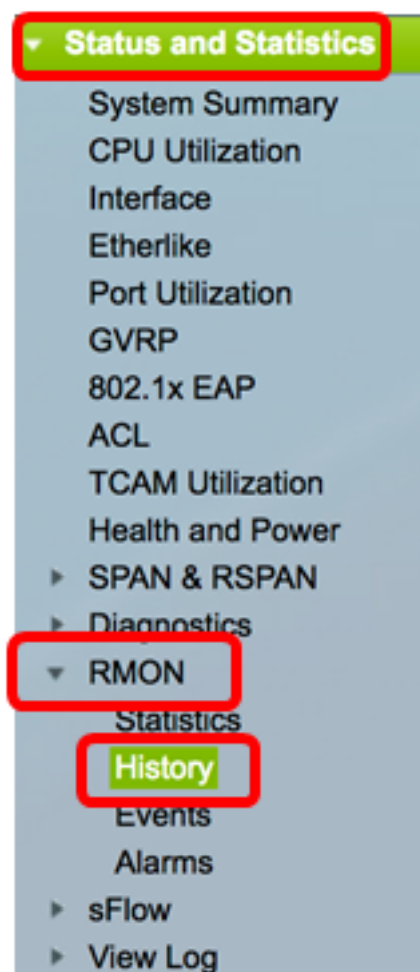 Status and Statistics
System Summary
CPU Utilization
Interface
Etherlike
Port Utilization
GVRP
802.1x EAP
ACL
TCAM Utilization
Health and Power
SPAN & RSPAN
Diagnostics
RMON
Statistics
History
Events
Alarms
sFlow
View Log